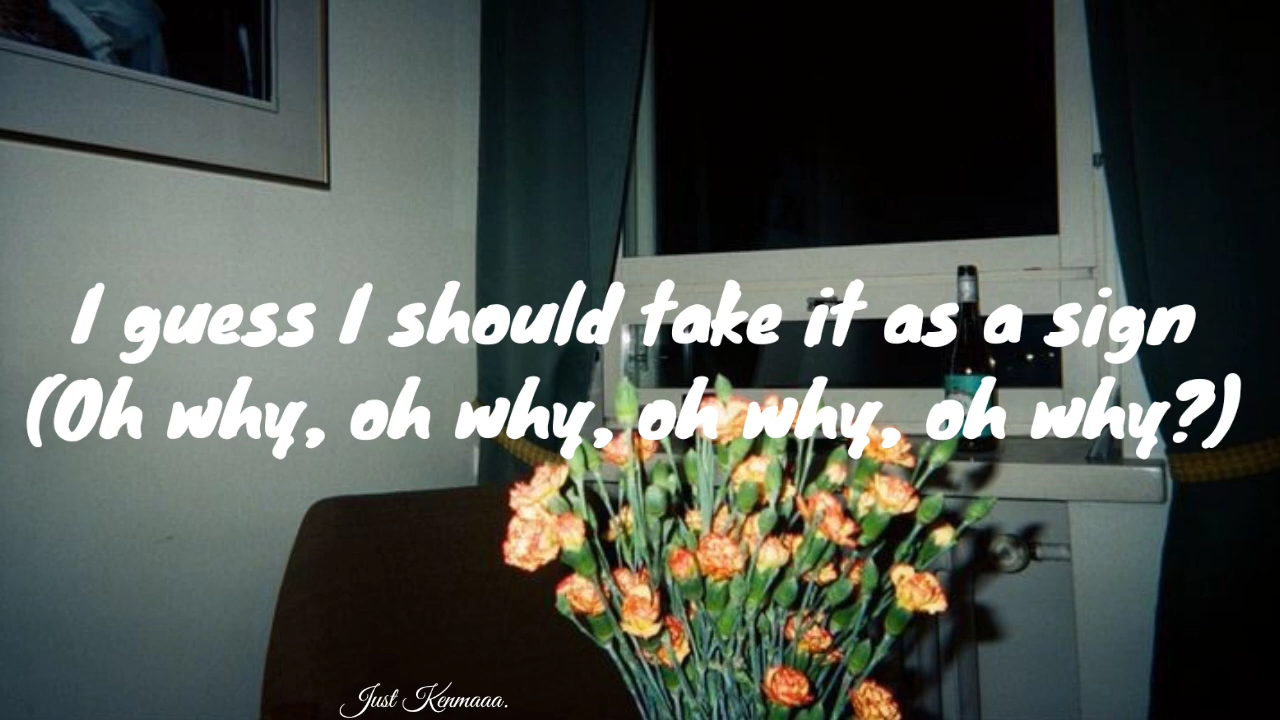 I guess I should take it as a sign
(Oh why, oh why, oh why, oh why?)
Just Kenmaaa.